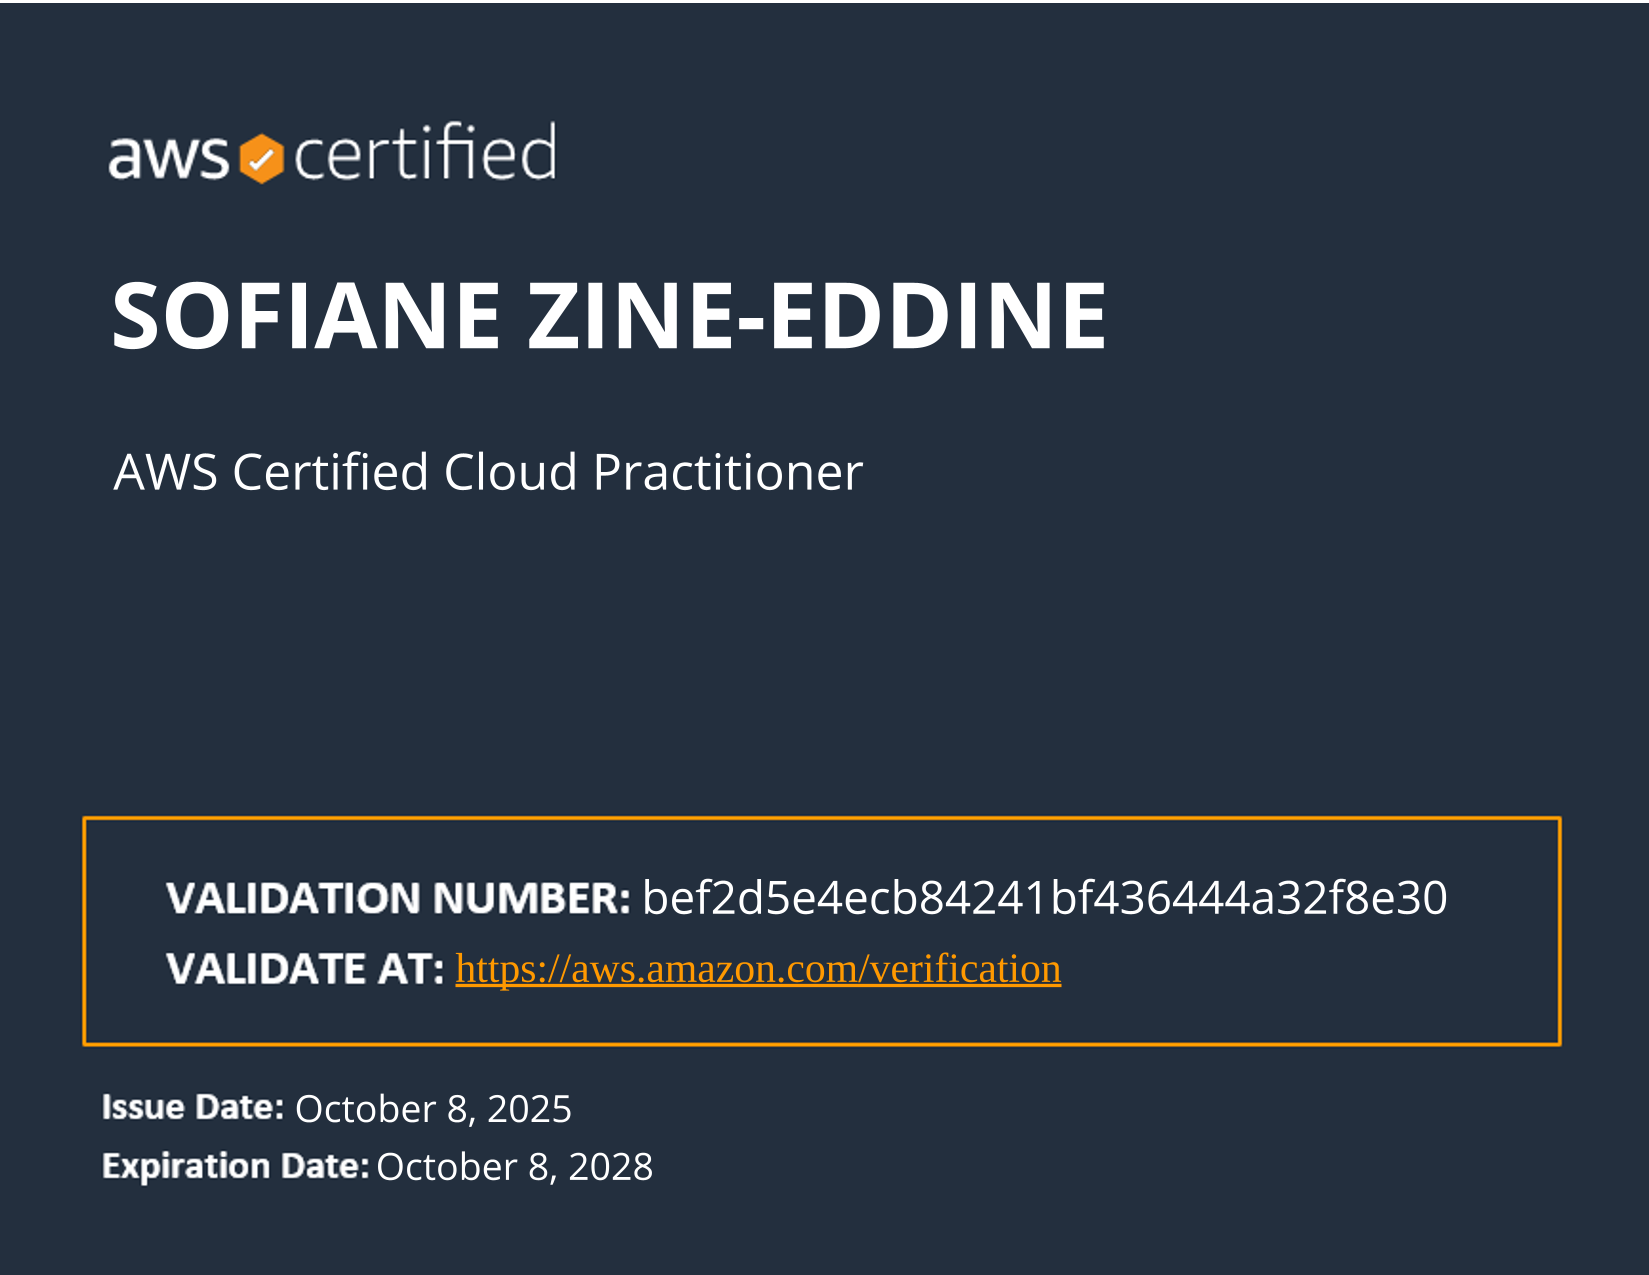 aws certified
SOFIANE ZINE-EDDINE
AWS Certified Cloud Practitioner
VALIDATION NUMBER: bef2d5e4ecb84241bf436444a32f8e30
VALIDATE AT: https://aws.amazon.com/verification
Issue Date: October 8, 2025
Expiration Date: October 8, 2028